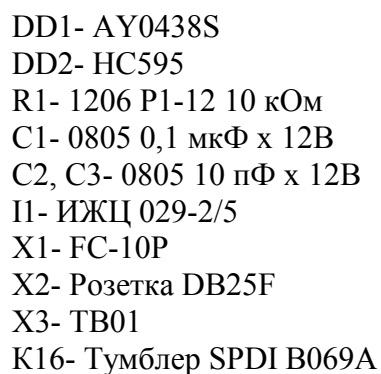 DD1- AY0438S
DD2- HC595
R1- 1206 P1-12 10 кОм
C1- 0805 0,1 мкФ х 12В
C2, C3- 0805 10 пФ х 12В
I1- ИЖЦ 029-2/5
X1- FC-10P
X2- Розетка DB25F
X3- TB01
К16- Тумблер SPDI B069A